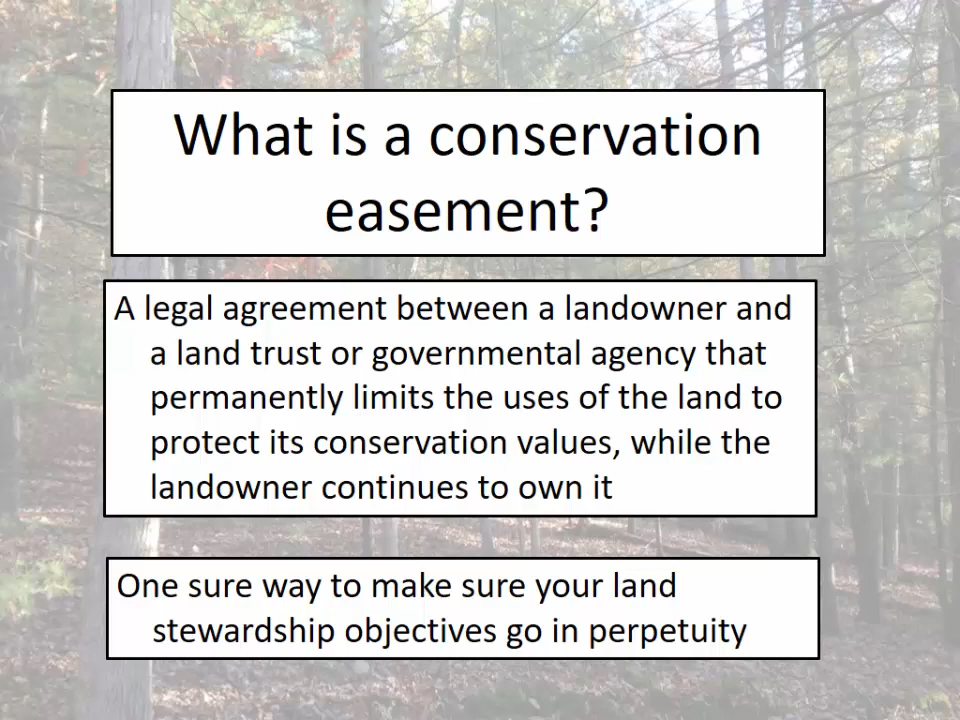 What is a conservation
easement?
A legal agreement between a landowner and
a land trust or governmental agency that
permanently limits the uses of the land to
protect its conservation values, while the
landowner continues to own it
One sure way to make sure your land
stewardship objectives go in perpetuity